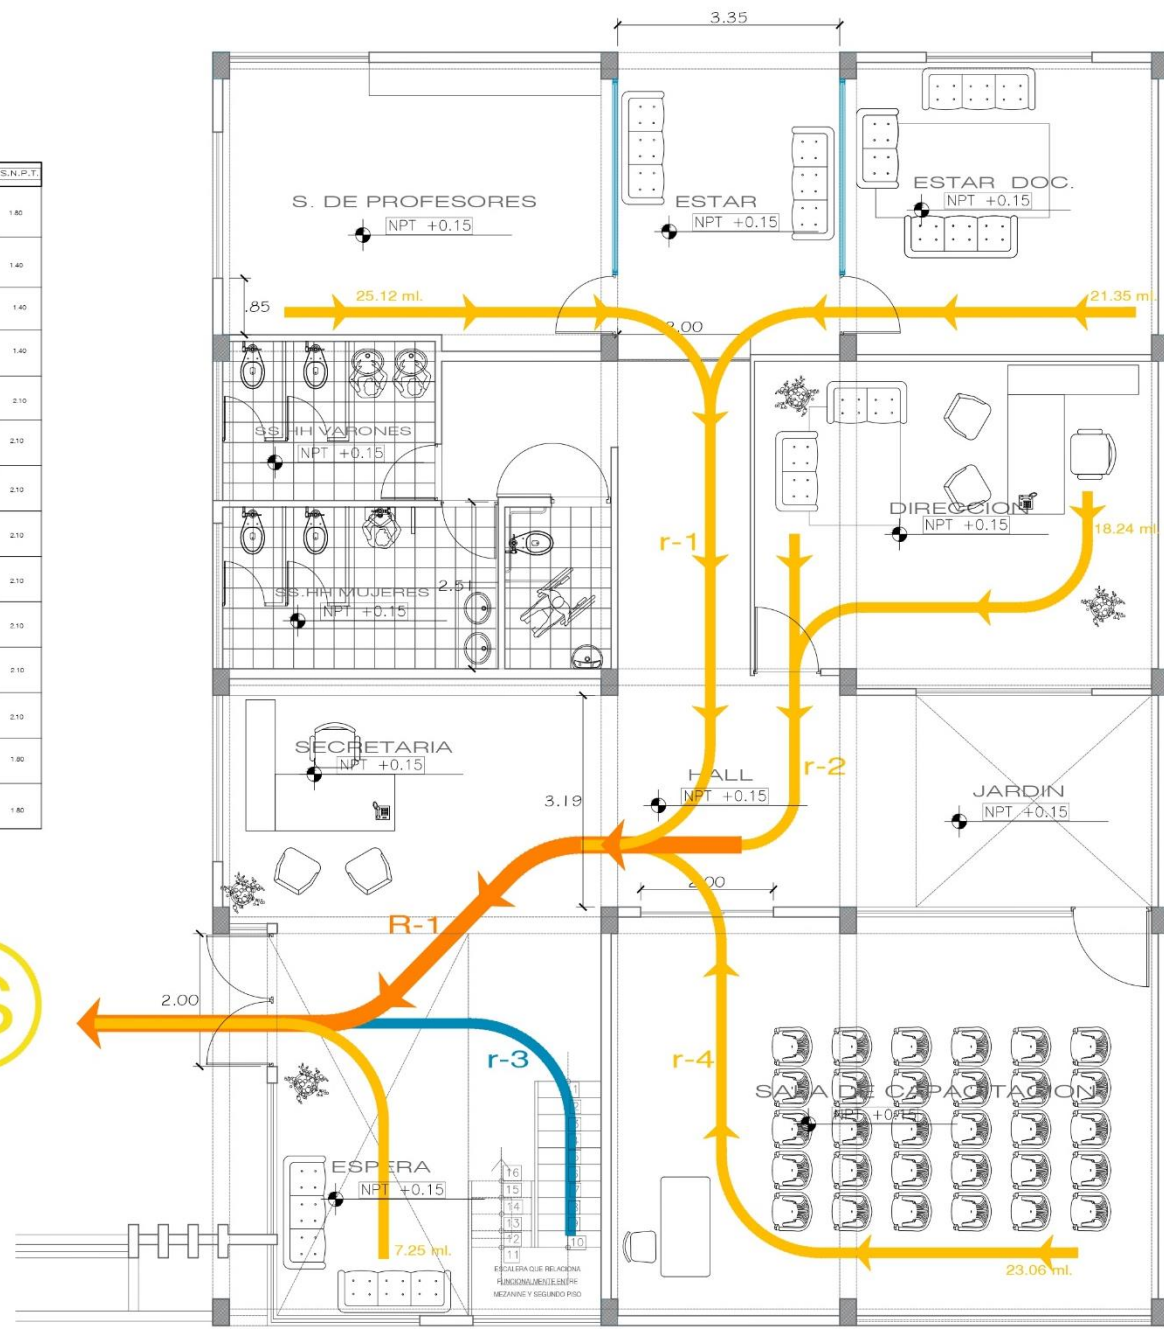 3.35
S.N.P.T.
1.80
1.40
1.40
1.40
2.10
2.10
2.10
2.10
2.10
2.10
2.10
2.10
1.80
1.80
S. DE PROFESORES
NPT +0.15
ESTAR
NPT +0.15
ESTAR DOC.
NPT +0.15
.85
25.12 ml.
21.35 ml.
2.00
SS.HH VARONES
NPT +0.15
DIRECCION
NPT +0.15
18.24 ml.
r-1
SS.HH MUJERES
NPT +0.15
2.51
SECRETARIA
NPT +0.15
r-2
HALL
NPT +0.15
3.19
JARDIN
NPT +0.15
2.00
R-1
S
2.00
r-3
r-4
SALA DE CAPACITACION
NPT +0.15
ESPERA
NPT +0.15
1
16
15
14
13
12
11
10
7.25 ml.
23.06 ml.
ESCALERA QUE RELACIONA
FUNCIONALMENTE ENTRE
MEZANINE Y SEGUNDO PISO